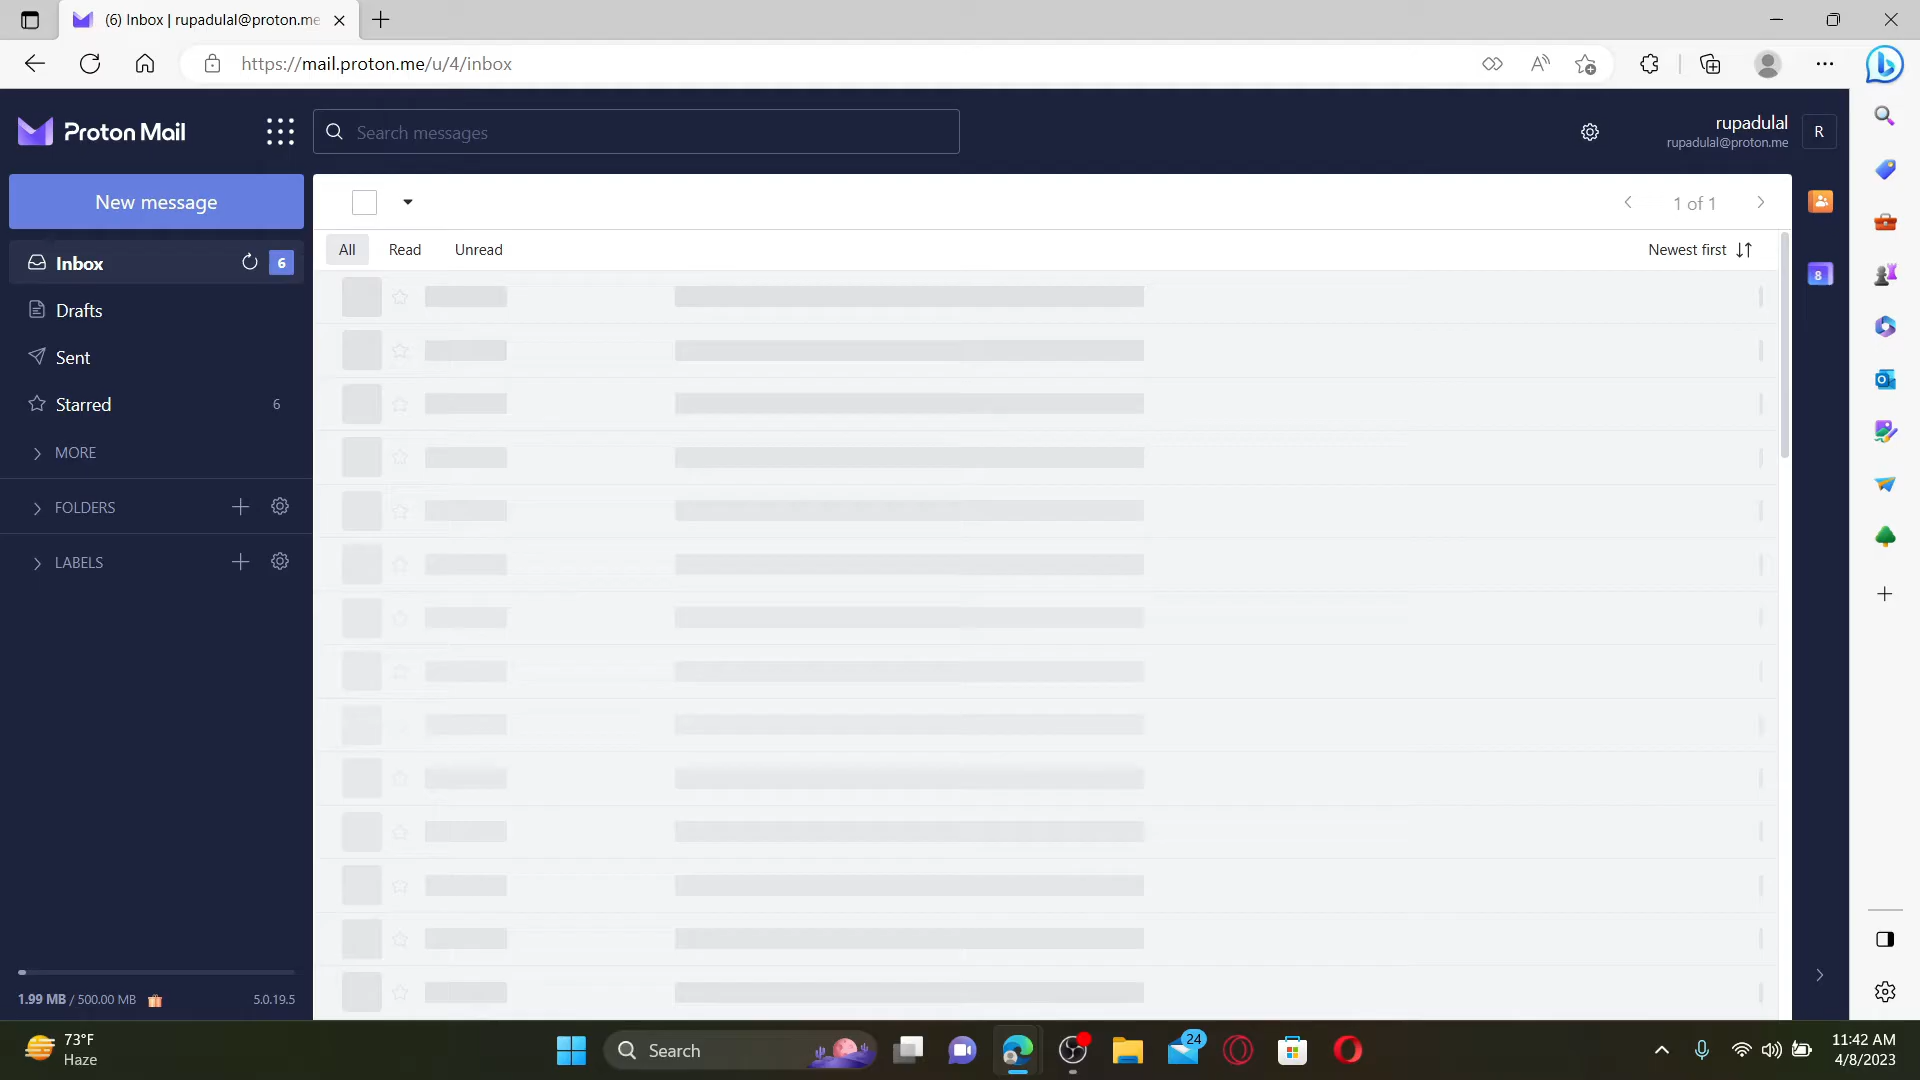 (6) Inbox | rupadulal@proton.me
https://mail.proton.me/u/4/inbox
Proton Mail
Search messages
rupadulal
rupadulal@proton.me
R
New message
1 of 1
All
Read
Unread
Newest first
Inbox
6
Drafts
Sent
Starred
6
MORE
FOLDERS
LABELS
8
1.99 MB / 500.00 MB
5.0.19.5
73°F
Haze
Search
24
11:42 AM
4/8/2023